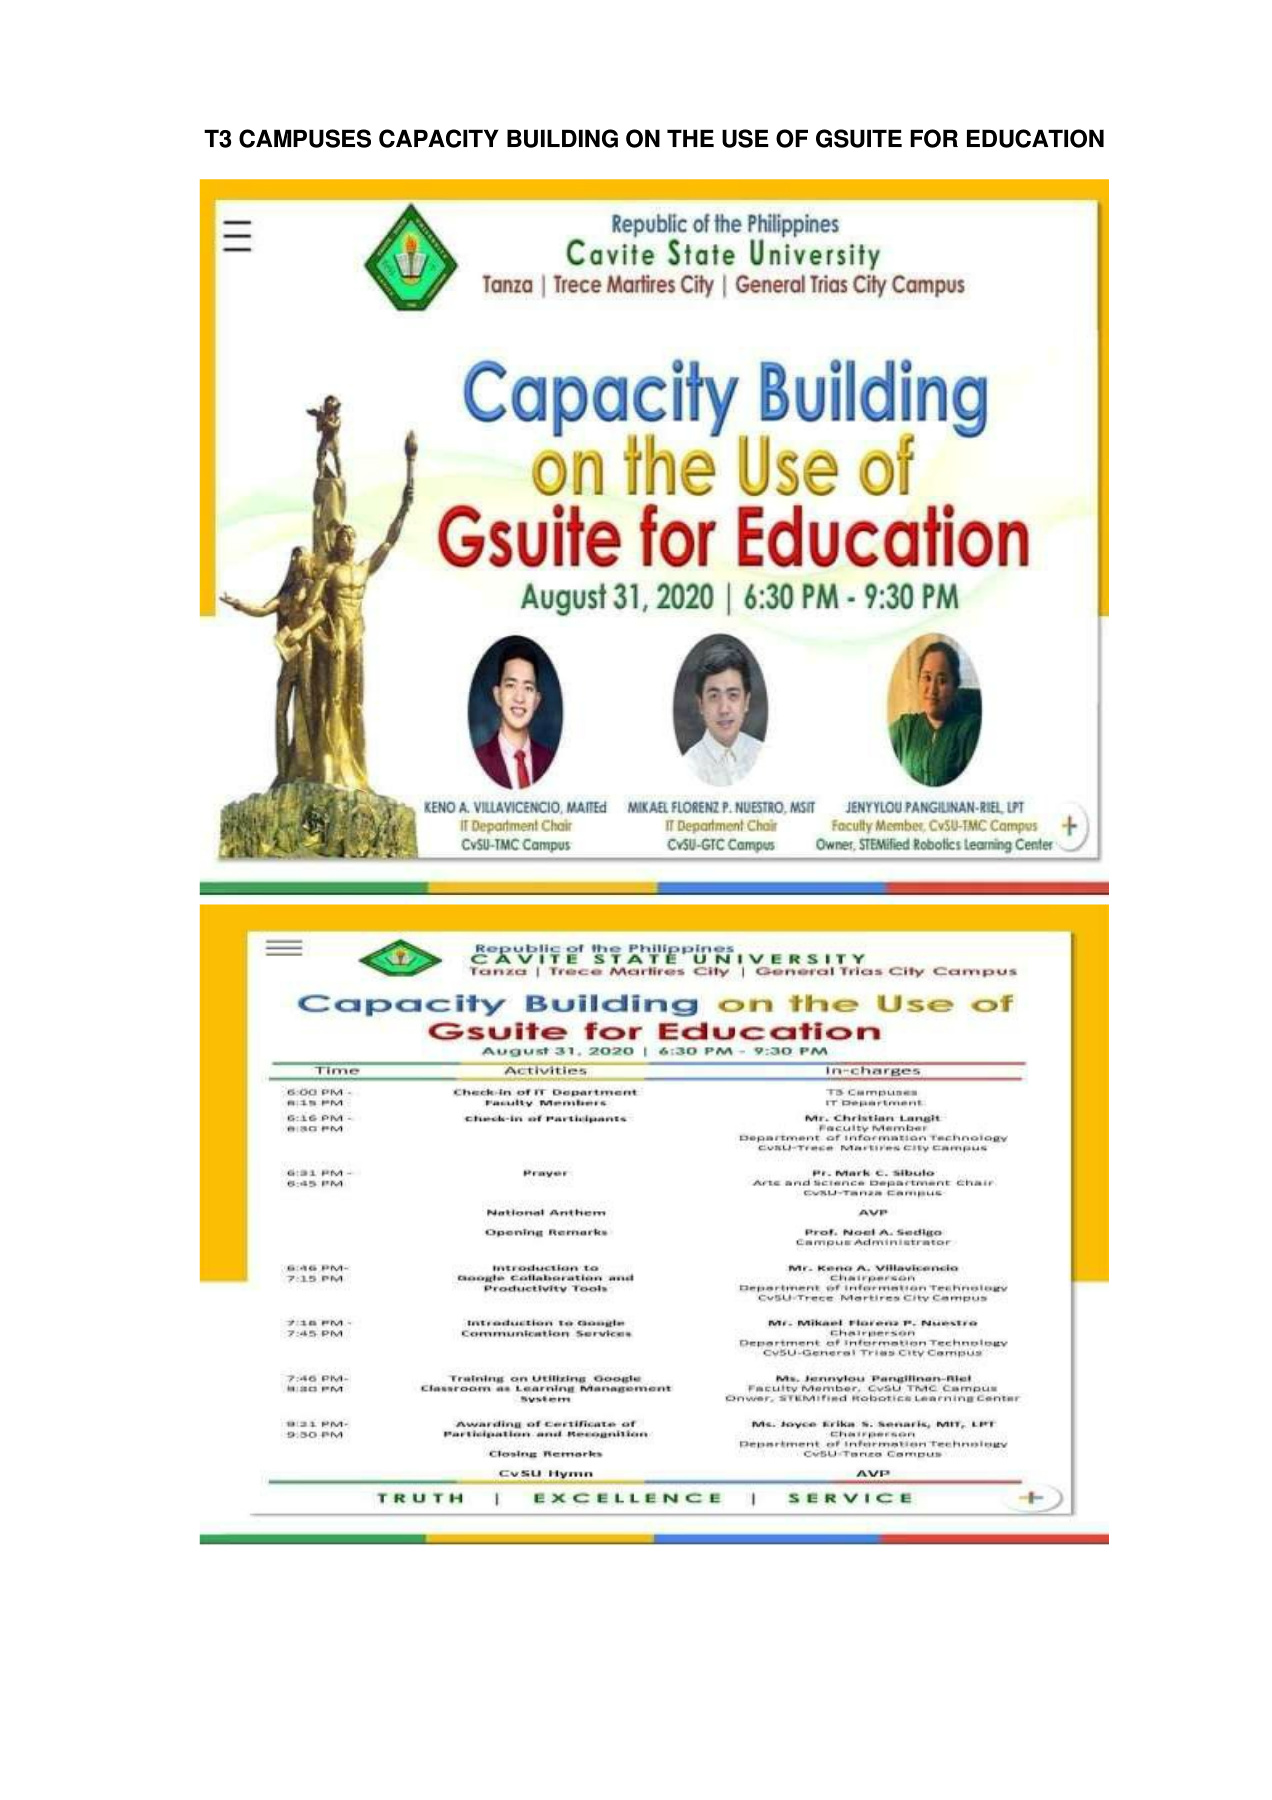 T3 CAMPUSES CAPACITY BUILDING ON THE USE OF GSUITE FOR EDUCATION
Republic of the Philippines
Cavite State University
Tanza | Trece Martires City | General Trias City Campus
Capacity Building
on the Use of
Gsuite for Education
August 31, 2020 | 6:30 PM - 9:30 PM
KENO A. VILLAVICENCIO, MAITEd
IT Department Chair
CvSU-TMC Campus
MIKAEL FLORENZ P. NUESTRO, MSIT
IT Department Chair
CvSU-GTC Campus
JENYYLOU PANGILINAN-RIEL, LPT
Faculty Member, CvSU-TMC Campus
Owner, STEMified Robotics Learning Center
Republic of the Philippines
CAVITE STATE UNIVERSITY
Tanza | Trece Martires City | General Trias City Campus
Capacity Building on the Use of
Gsuite for Education
August 31, 2020 | 6:30 PM - 9:30 PM
Time Activities In-charges
6:00 PM - Check-in of IT Department T3 Campuses
6:15 PM Faculty Members IT Department
6:16 PM - Check-in of Participants Mr. Christian Langit
6:30 PM Faculty Member
Department of Information Technology
CvSU-Trece Martires City Campus
6:31 PM - Prayer Pr. Mark C. Sibulo
6:45 PM Arts and Science Department Chair
CvSU-Tanza Campus
National Anthem AVP
Opening Remarks Prof. Noel A. Sedigo
Campus Administrator
6:46 PM- Introduction to Mr. Keno A. Villavicencio
7:15 PM Google Collaboration and Chairperson
Productivity Tools Department of Information Technology
CvSU-Trece Martires City Campus
7:16 PM - Introduction to Google Mr. Mikael Florenz P. Nuestro
7:45 PM Communication Services Chairperson
Department of Information Technology
CvSU-General Trias City Campus
7:46 PM- Training on Utilizing Google Ms. Jennylou Pangilinan-Riel
PM Classroom as Learning Management Faculty Member, CvSU TMC Campus
System Onwer, STEMified Robotics Learning Center
PM- Awarding of Certificate of Ms. Joyce Erika S. Senaris, MIT, LPT
9:30 PM Participation and Recognition Chairperson
Department of Information Technology
Closing Remarks CvSU-Tanza Campus
CvSU Hymn AVP
TRUTH | EXCELLENCE | SERVICE